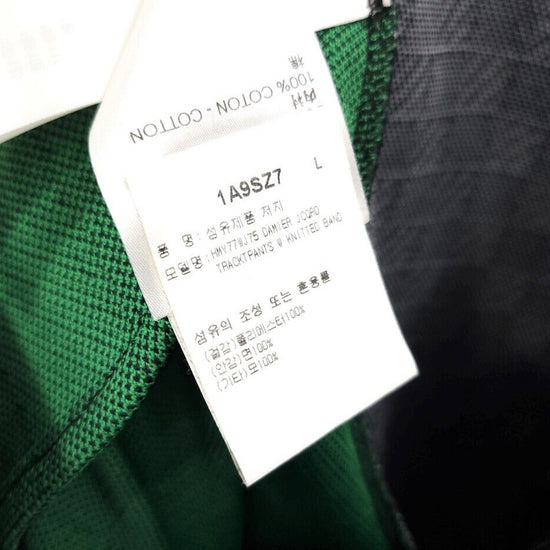 100% COTON - COTTON
1A9SZ7 L
품 명 : 섬유제품 저지
모델명 : HMY77WJ75 DAMIER JCQRD
TRACKTPANTS @ KNITTED BAND
섬유의 조성 또는 혼용률
(겉감)폴리에스터100%
(안감)면100%
(기타)모100%